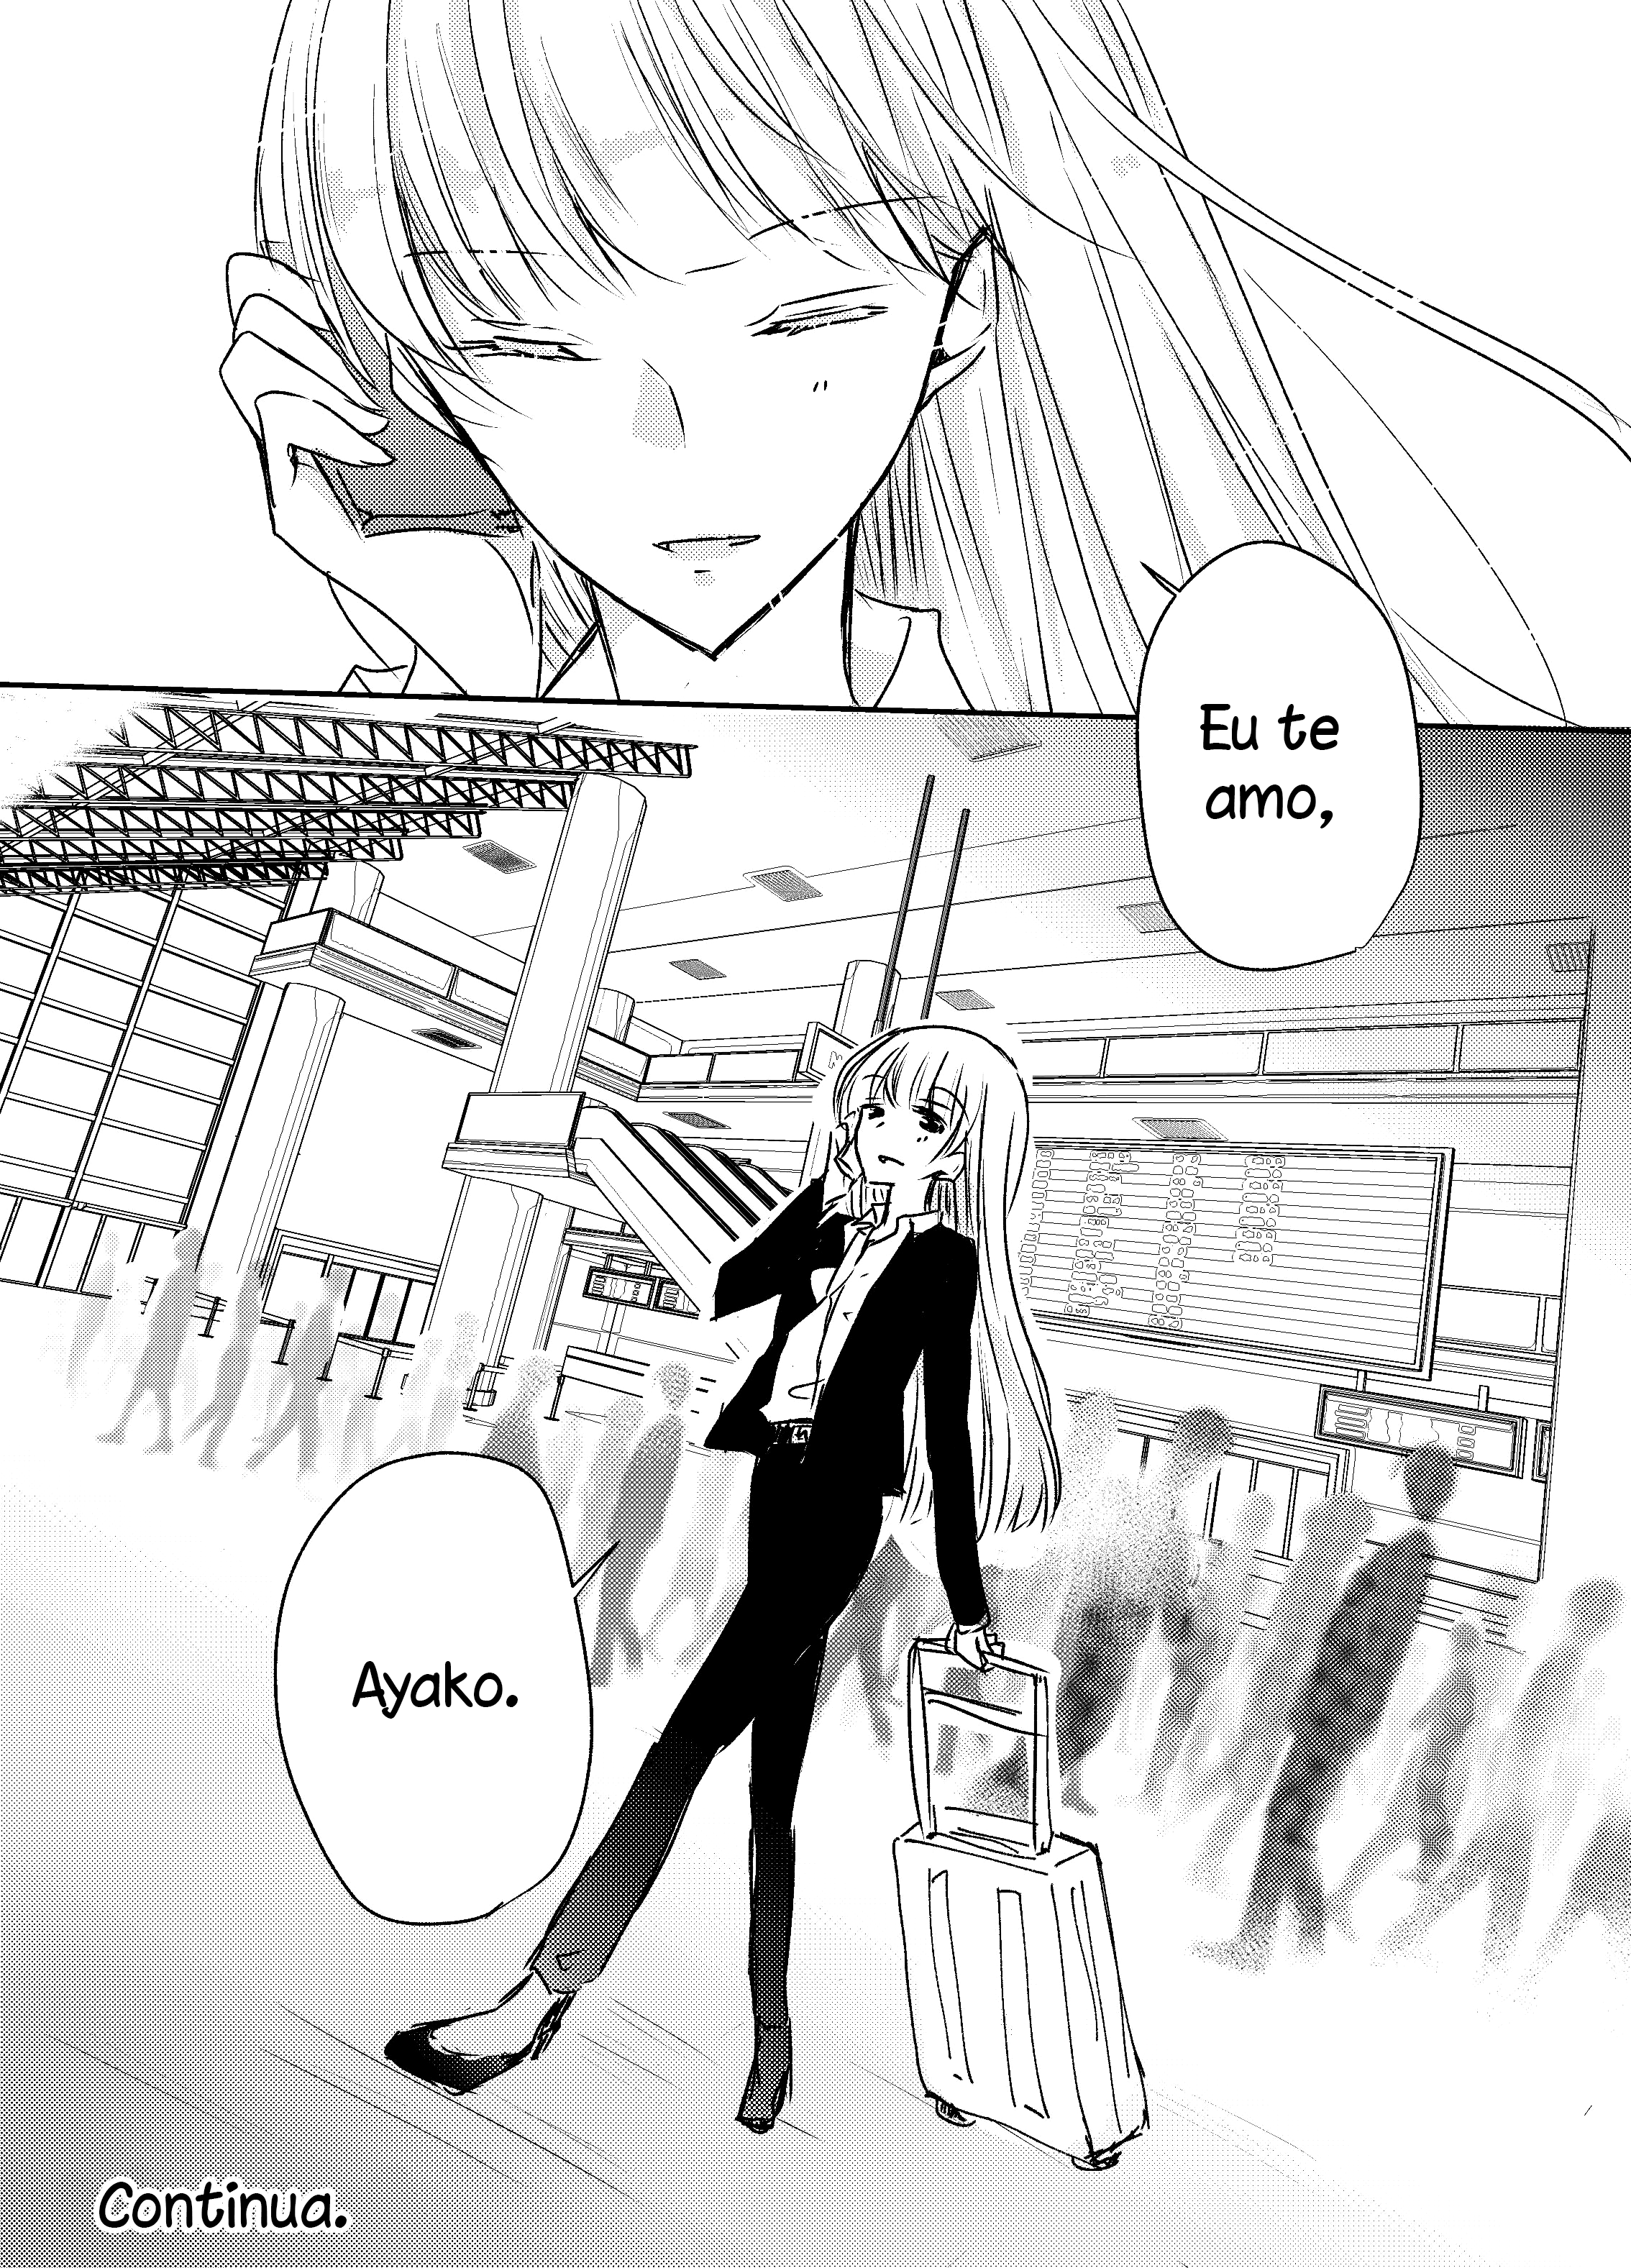 Eu te
amo,
Ayako.
Continua.